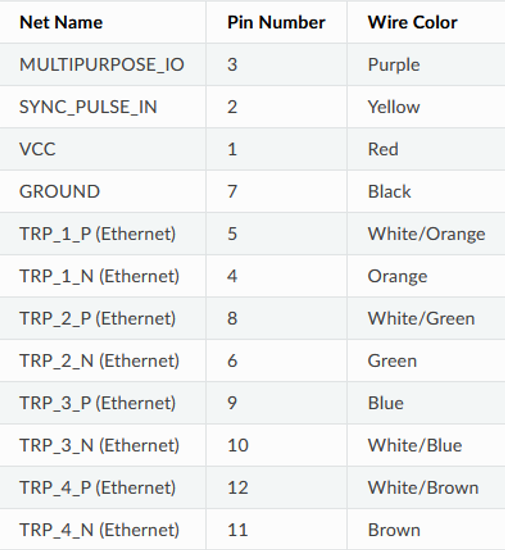 Net Name Pin Number Wire Color
MULTIPURPOSE_IO 3 Purple
SYNC_PULSE_IN 2 Yellow
VCC 1 Red
GROUND 7 Black
TRP_1_P (Ethernet) 5 White/Orange
TRP_1_N (Ethernet) 4 Orange
TRP_2_P (Ethernet) 8 White/Green
TRP_2_N (Ethernet) 6 Green
TRP_3_P (Ethernet) 9 Blue
TRP_3_N (Ethernet) 10 White/Blue
TRP_4_P (Ethernet) 12 White/Brown
TRP_4_N (Ethernet) 11 Brown